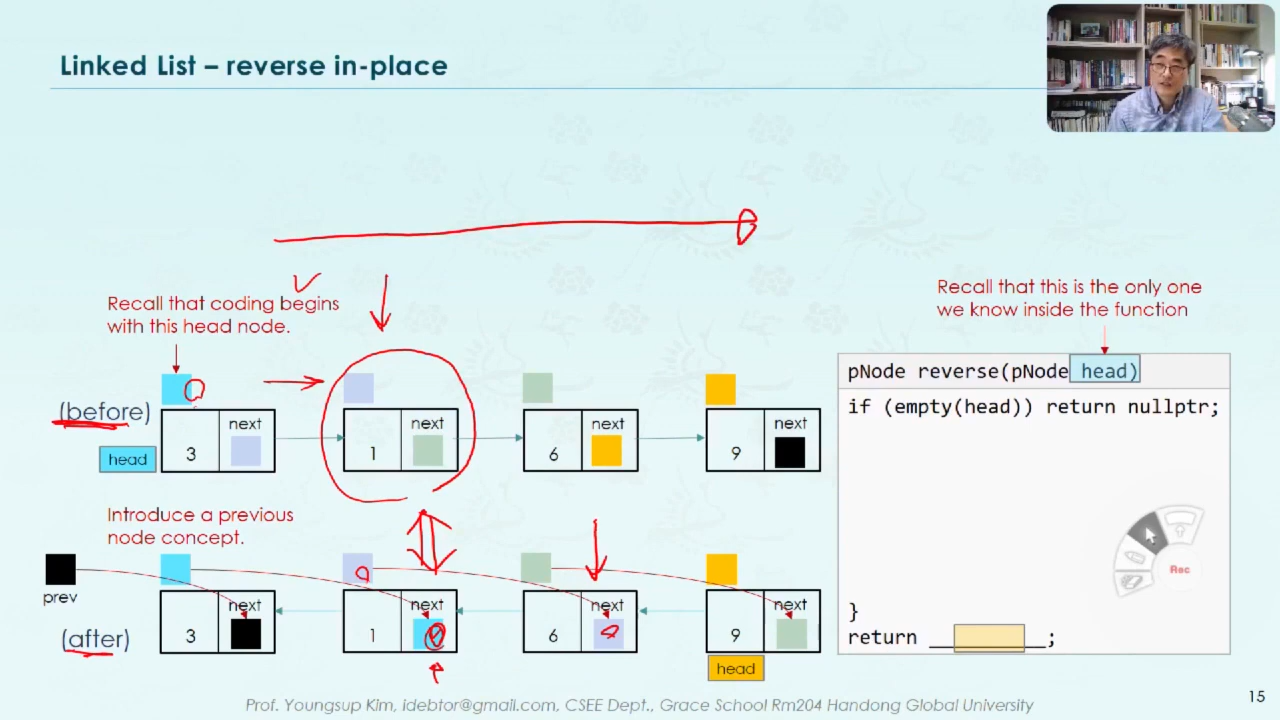 Linked List – reverse in-place
Recall that coding begins
with this head node.
Recall that this is the only one
we know inside the function
(before)
3
next
1
next
6
next
9
next
head
pNode reverse(pNode head)
if (empty(head)) return nullptr;
}
return ________;
Introduce a previous
node concept.
prev
(after)
3
next
1
next
6
next
9
next
head
Rec
Prof. Youngsup Kim, idebtor@gmail.com, CSEE Dept., Grace School Rm204 Handong Global University
15